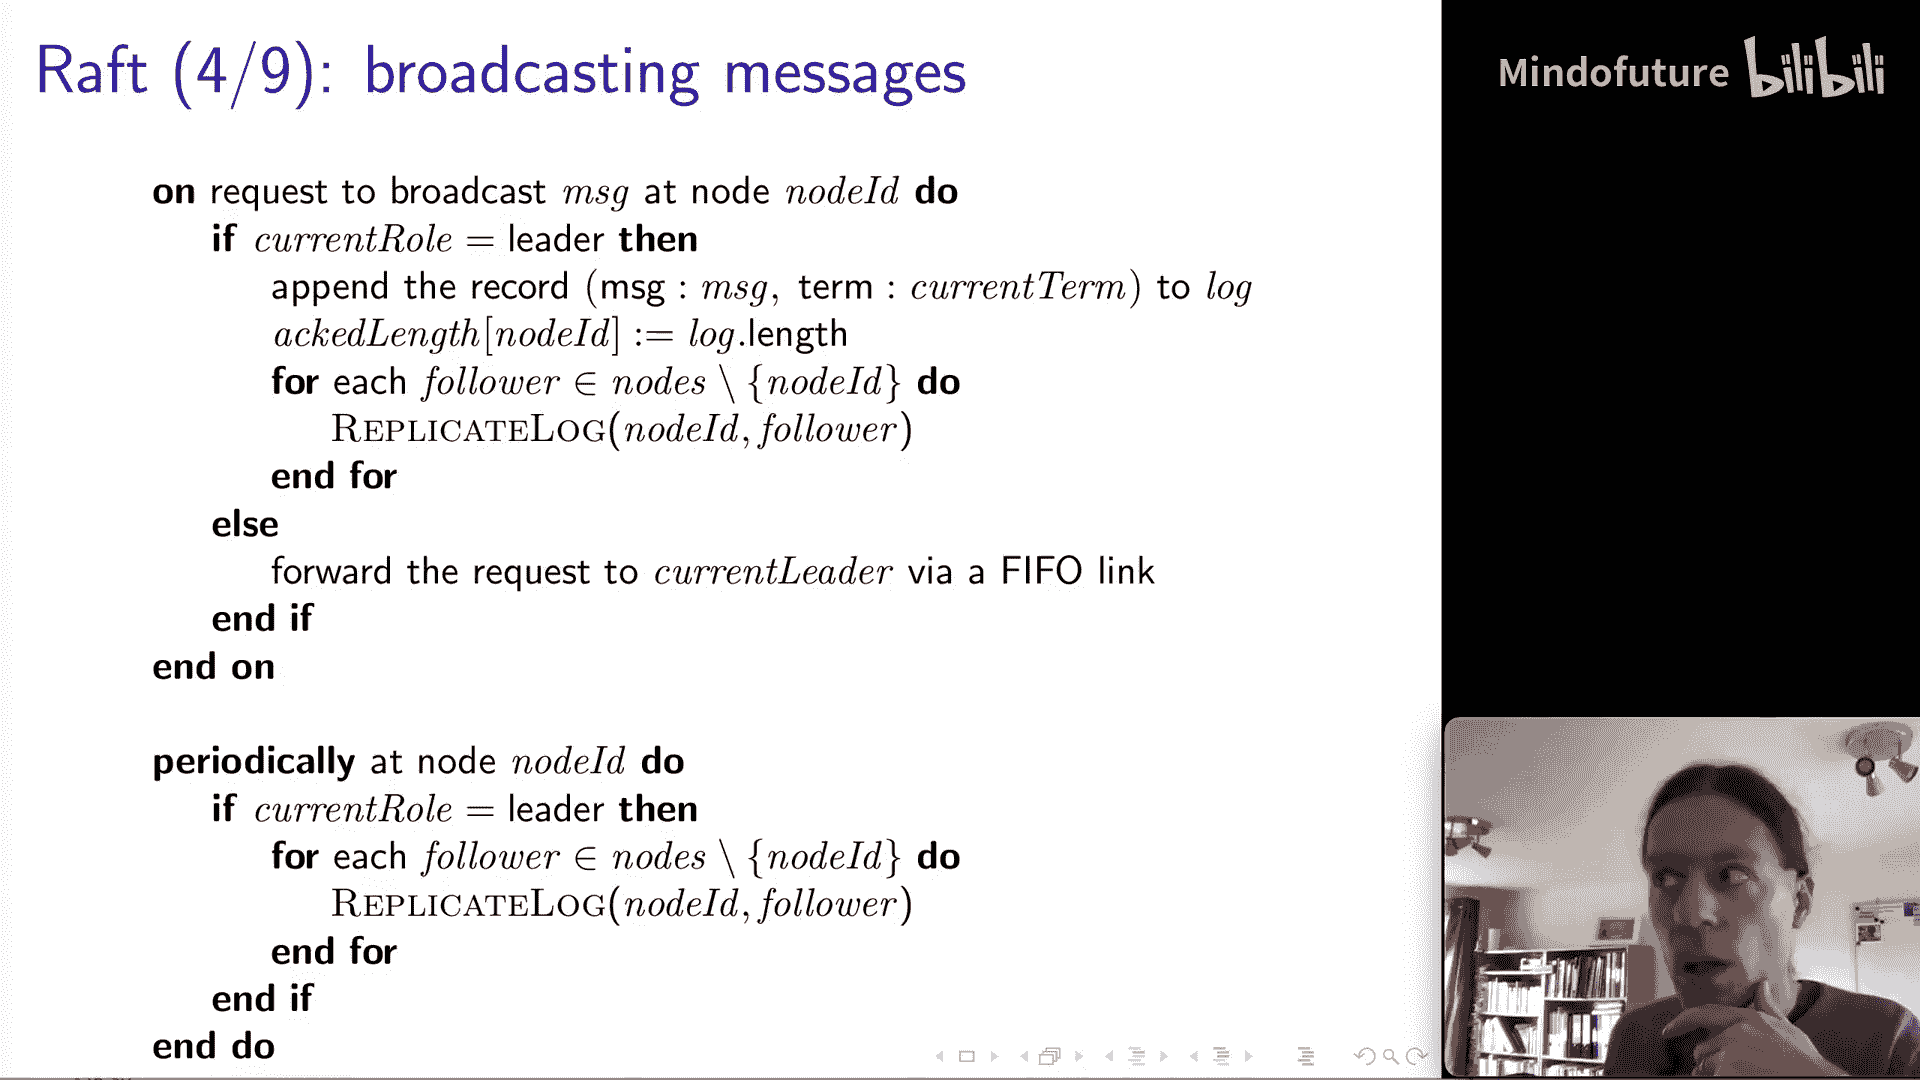 Raft (4/9): broadcasting messages
Mindofuture bilibili
on request to broadcast msg at node nodeId do
if currentRole = leader then
append the record (msg : msg, term : currentTerm) to log
ackedLength[nodeId] := log.length
for each follower ∈ nodes \ {nodeId} do
REPLICATELOG(nodeId, follower)
end for
else
forward the request to currentLeader via a FIFO link
end if
end on
periodically at node nodeId do
if currentRole = leader then
for each follower ∈ nodes \ {nodeId} do
REPLICATELOG(nodeId, follower)
end for
end if
end do